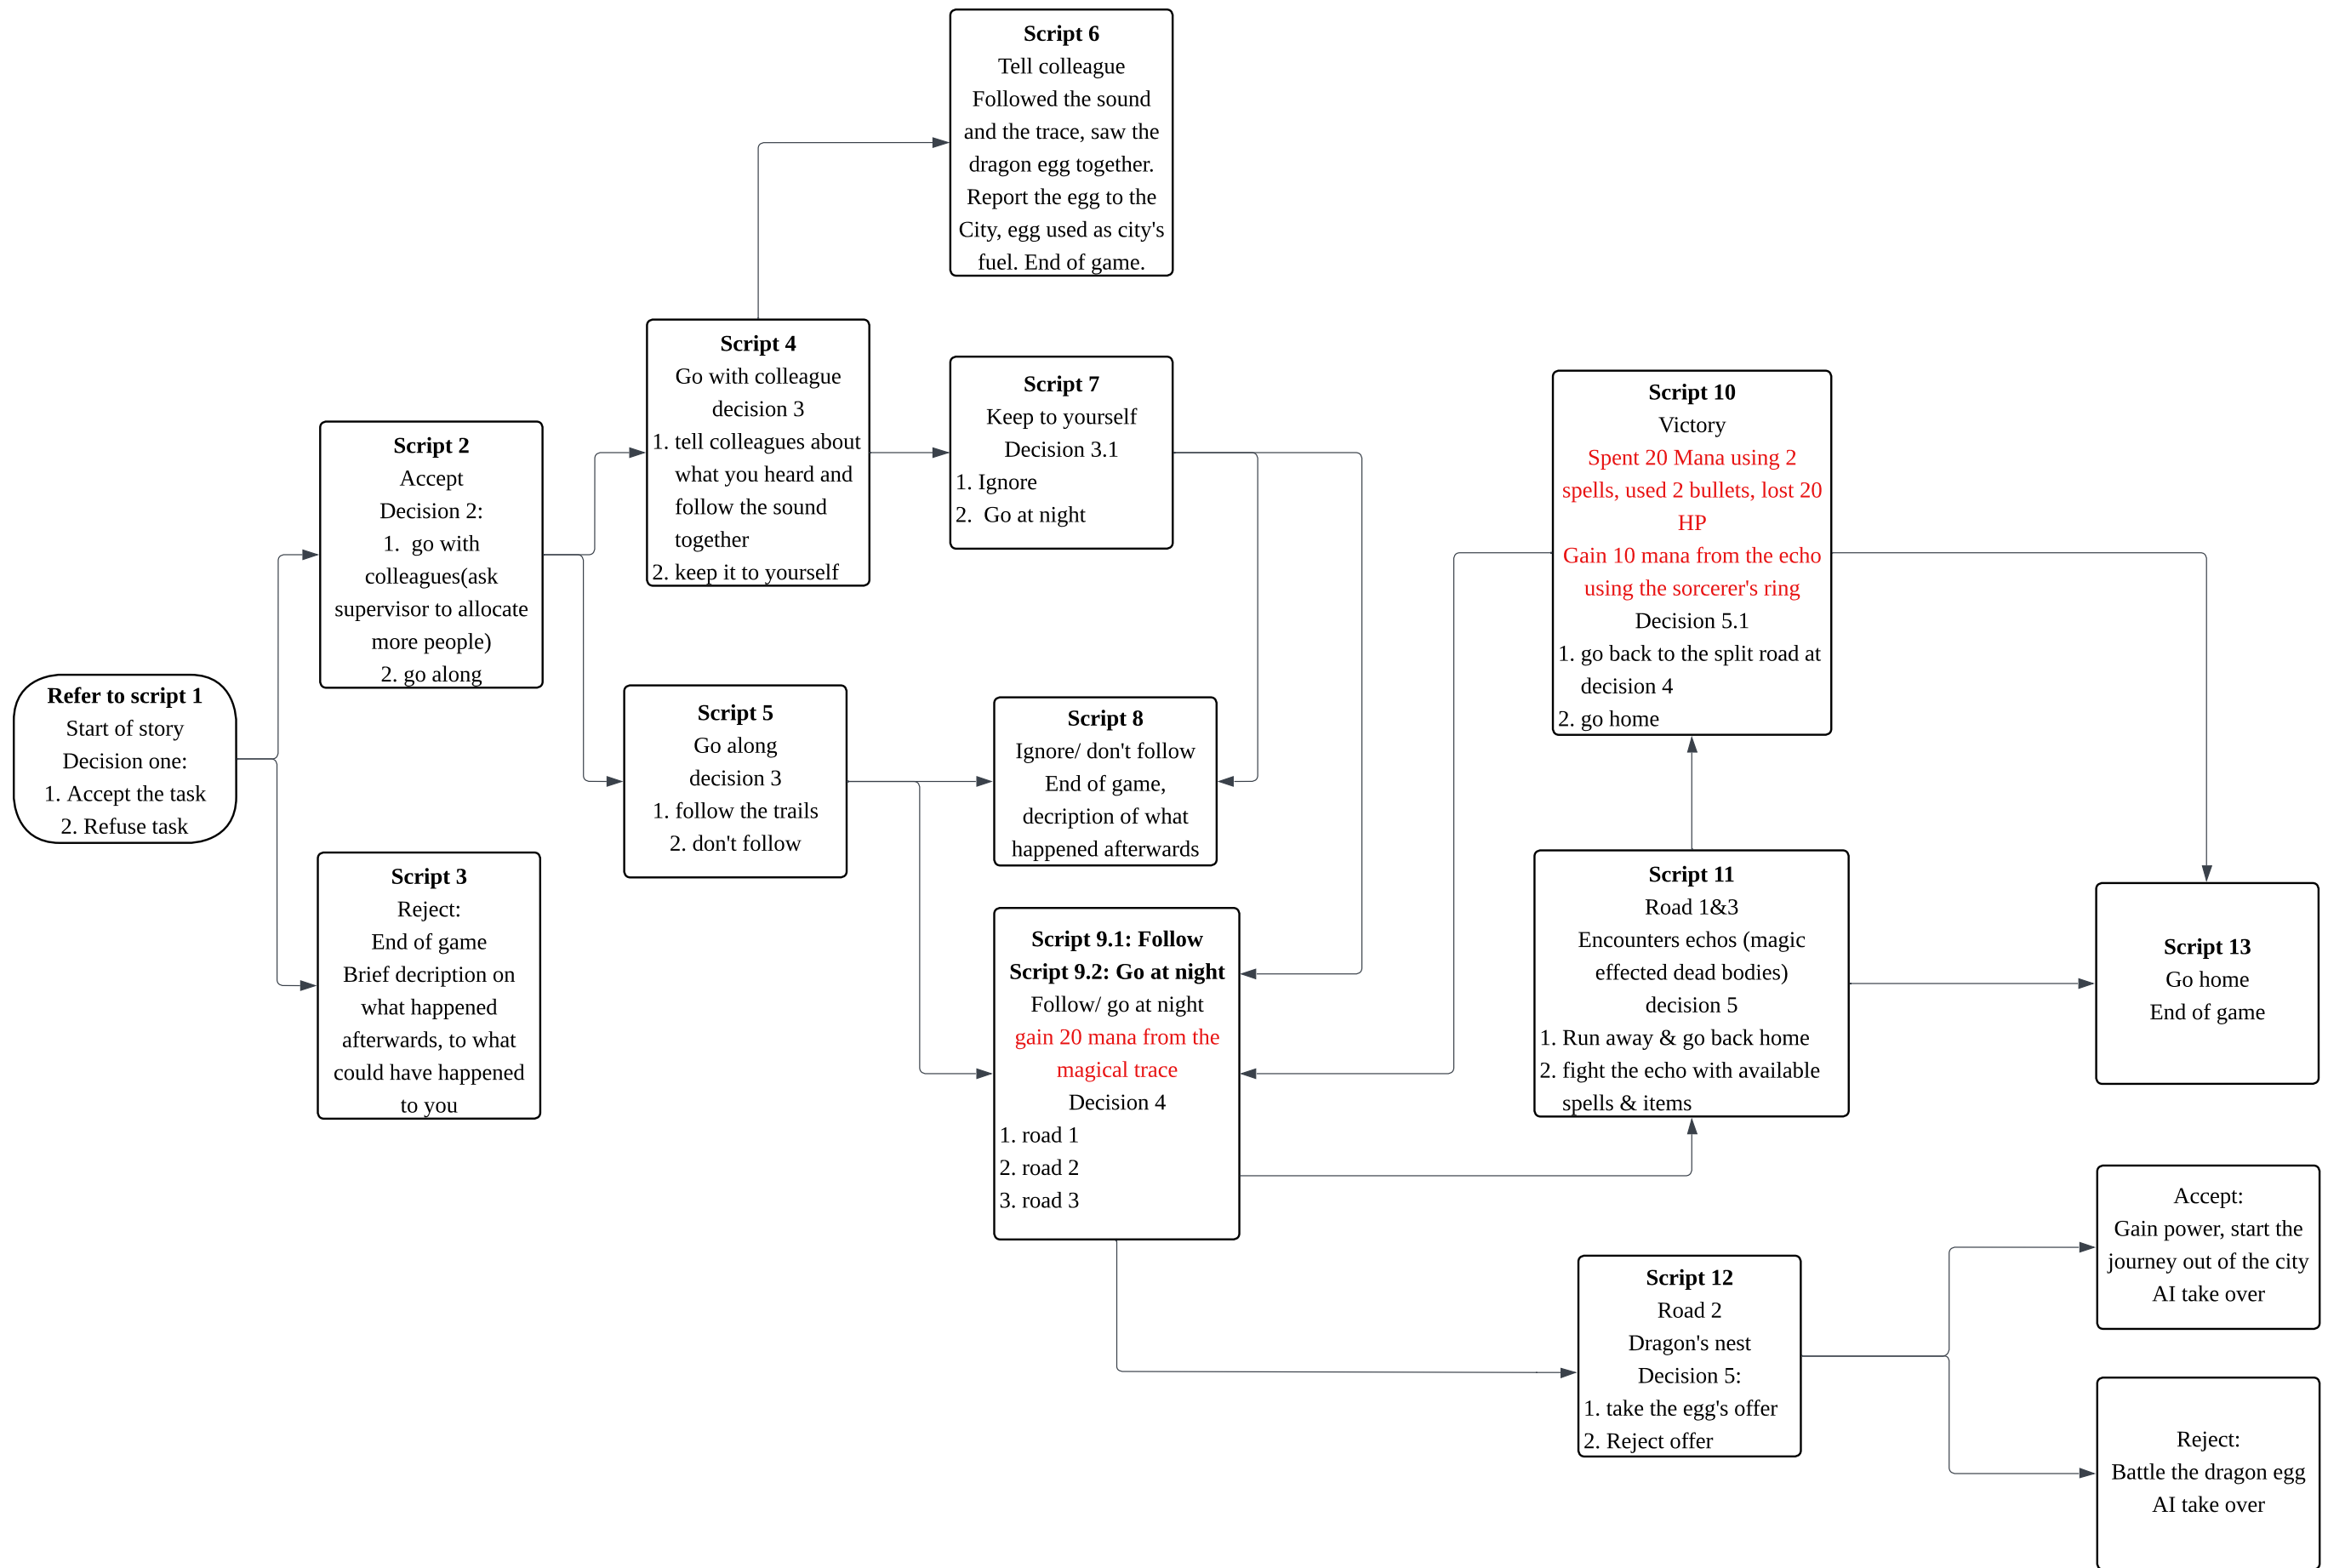 Script 6
Tell colleague
Followed the sound
and the trace, saw the
dragon egg together.
Report the egg to the
City, egg used as city's
fuel. End of game.
Script 4
Go with colleague
decision 3
1. tell colleagues about
what you heard and
follow the sound
together
2. keep it to yourself
Script 7
Keep to yourself
Decision 3.1
1. Ignore
2. Go at night
Script 10
Victory
Spent 20 Mana using 2
spells, used 2 bullets, lost 20
HP
Gain 10 mana from the echo
using the sorcerer's ring
Decision 5.1
1. go back to the split road at
decision 4
2. go home
Script 2
Accept
Decision 2:
1. go with
colleagues(ask
supervisor to allocate
more people)
2. go along
Refer to script 1
Start of story
Decision one:
1. Accept the task
2. Refuse task
Script 5
Go along
decision 3
1. follow the trails
2. don't follow
Script 8
Ignore/ don't follow
End of game,
decription of what
happened afterwards
Script 3
Reject:
End of game
Brief decription on
what happened
afterwards, to what
could have happened
to you
Script 9.1: Follow
Script 9.2: Go at night
Follow/ go at night
gain 20 mana from the
magical trace
Decision 4
1. road 1
2. road 2
3. road 3
Script 11
Road 1&3
Encounters echos (magic
effected dead bodies)
decision 5
1. Run away & go back home
2. fight the echo with available
spells & items
Script 13
Go home
End of game
Script 12
Road 2
Dragon's nest
Decision 5:
1. take the egg's offer
2. Reject offer
Accept:
Gain power, start the
journey out of the city
AI take over
Reject:
Battle the dragon egg
AI take over